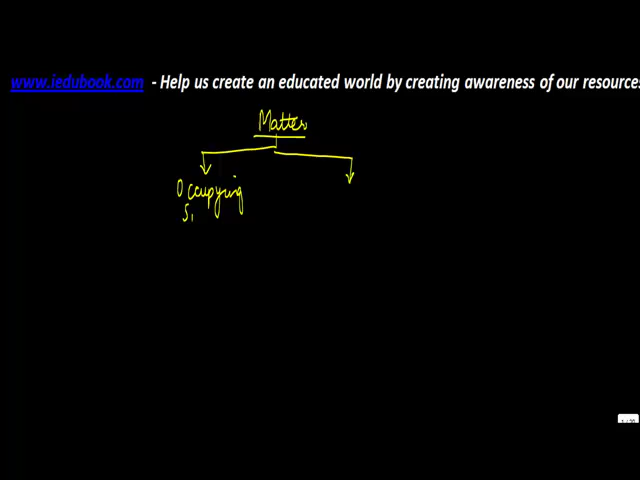 www.iedubook.com - Help us create an educated world by creating awareness of our resources
Matter
Occupying